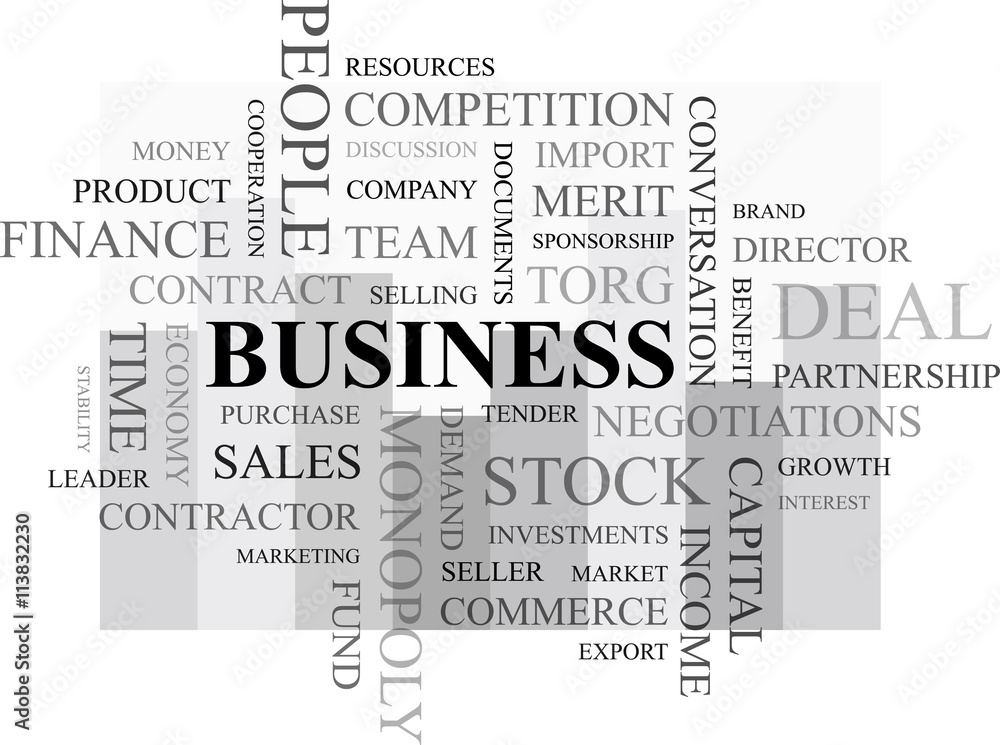 PEOPLE
RESOURCES
COMPETITION
COOPERATION
CONVERSATION
MONEY
DISCUSSION
DOCUMENTS
IMPORT
PRODUCT
COMPANY
MERIT
BRAND
FINANCE
TEAM
SPONSORSHIP
DIRECTOR
CONTRACT
SELLING
TORG
BENEFIT
DEAL
TIME
ECONOMY
BUSINESS
STABILITY
PARTNERSHIP
PURCHASE
MONOPOLY
DEMAND
TENDER
NEGOTIATIONS
SALES
STOCK
CAPITAL
GROWTH
LEADER
INTEREST
CONTRACTOR
INVESTMENTS
INCOME
MARKETING
FUND
SELLER
MARKET
COMMERCE
EXPORT
Adobe Stock | #113832230